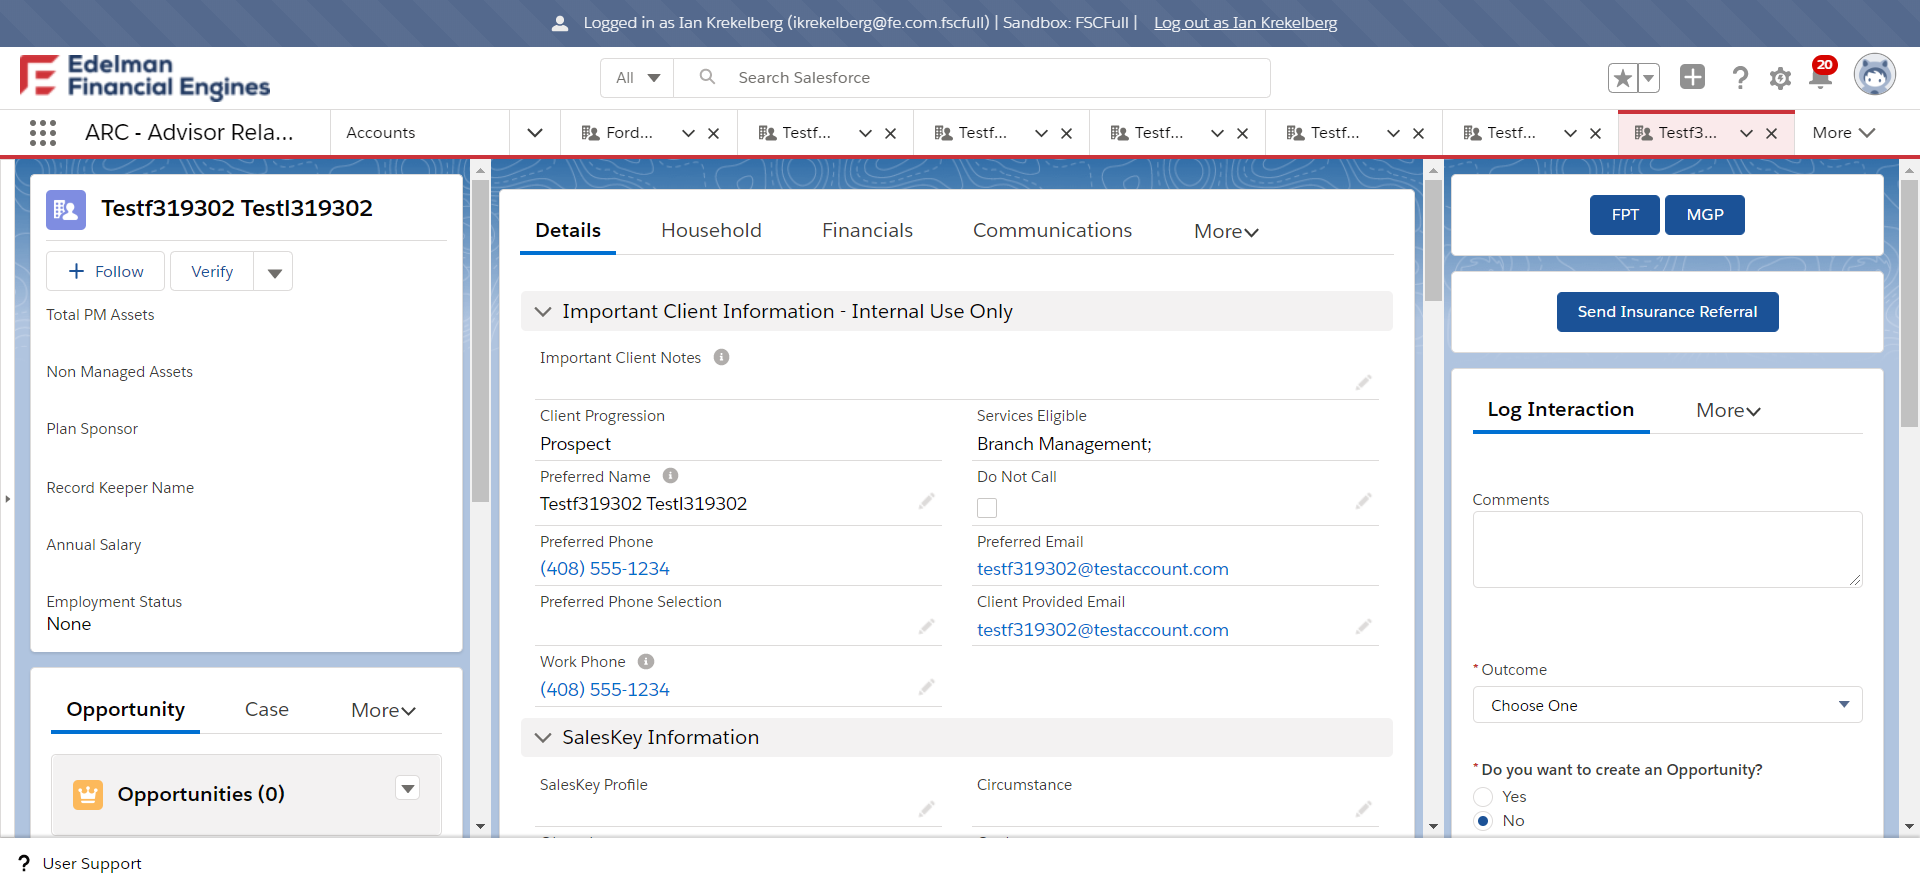 Logged in as Ian Krekelberg (ikrekelberg@fe.com.fscfull) | Sandbox: FSCFull | Log out as Ian Krekelberg
Edelman
Financial Engines
All
Search Salesforce
20
ARC - Advisor Rela...
Accounts
Ford...
Testf...
Testf...
Testf...
Testf...
Testf...
Testf3...
More
Testf319302 Testl319302
Follow
Verify
Total PM Assets
Non Managed Assets
Plan Sponsor
Record Keeper Name
Annual Salary
Employment Status
None
Opportunity
Case
More
Opportunities (0)
Details
Household
Financials
Communications
More
Important Client Information - Internal Use Only
Important Client Notes
Client Progression
Prospect
Services Eligible
Branch Management;
Preferred Name
Testf319302 Testl319302
Do Not Call
Preferred Phone
(408) 555-1234
Preferred Email
testf319302@testaccount.com
Preferred Phone Selection
Client Provided Email
testf319302@testaccount.com
Work Phone
(408) 555-1234
SalesKey Information
SalesKey Profile
Circumstance
FPT
MGP
Send Insurance Referral
Log Interaction
More
Comments
* Outcome
Choose One
* Do you want to create an Opportunity?
Yes
No
? User Support